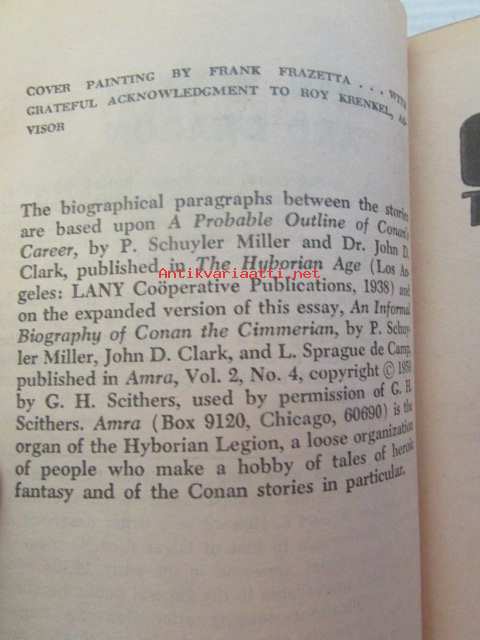 COVER PAINTING BY FRANK FRAZETTA . . . WITH
GRATEFUL ACKNOWLEDGMENT TO ROY KRENKEL, AD-
VISOR
The biographical paragraphs between the stories
are based upon A Probable Outline of Conan's
Career, by P. Schuyler Miller and Dr. John D.
Clark, published in The Hyborian Age (Los An-
geles: LANY Coöperative Publications, 1938) and
on the expanded version of this essay, An Informal
Biography of Conan the Cimmerian, by P. Schuy-
ler Miller, John D. Clark, and L. Sprague de Camp,
published in Amra, Vol. 2, No. 4, copyright © 1959
by G. H. Scithers, used by permission of G. H.
Scithers. Amra (Box 9120, Chicago, 60690) is the
organ of the Hyborian Legion, a loose organization
of people who make a hobby of tales of heroic
fantasy and of the Conan stories in particular.
Antikvariaatti.net